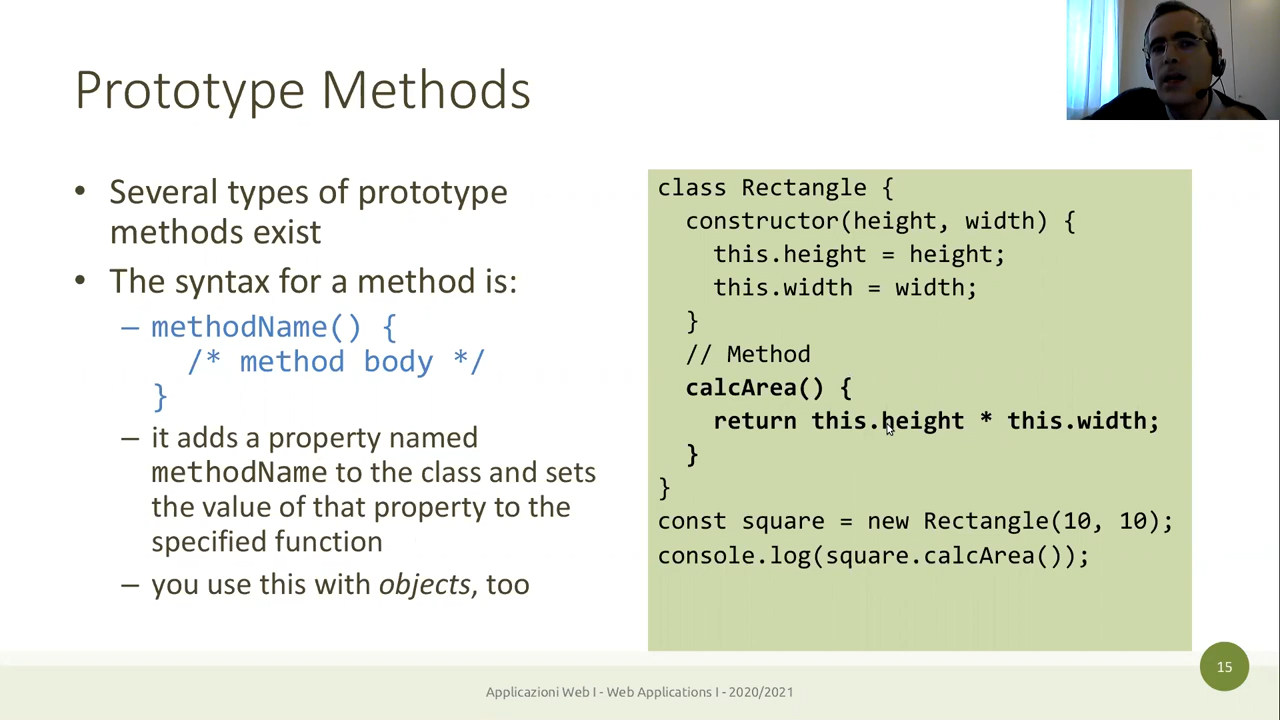 Prototype Methods
• Several types of prototype
methods exist
• The syntax for a method is:
– methodName() {
/* method body */
}
– it adds a property named
methodName to the class and sets
the value of that property to the
specified function
– you use this with objects, too
class Rectangle {
constructor(height, width) {
this.height = height;
this.width = width;
}
// Method
calcArea() {
return this.height * this.width;
}
}
const square = new Rectangle(10, 10);
console.log(square.calcArea());
Applicazioni Web I - Web Applications I - 2020/2021
15